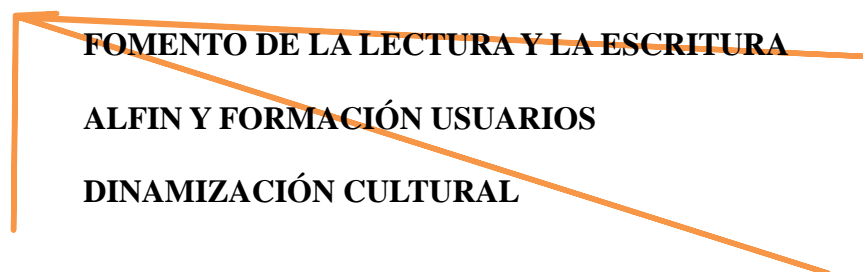 FOMENTO DE LA LECTURA Y LA ESCRITURA
ALFIN Y FORMACIÓN USUARIOS
DINAMIZACIÓN CULTURAL